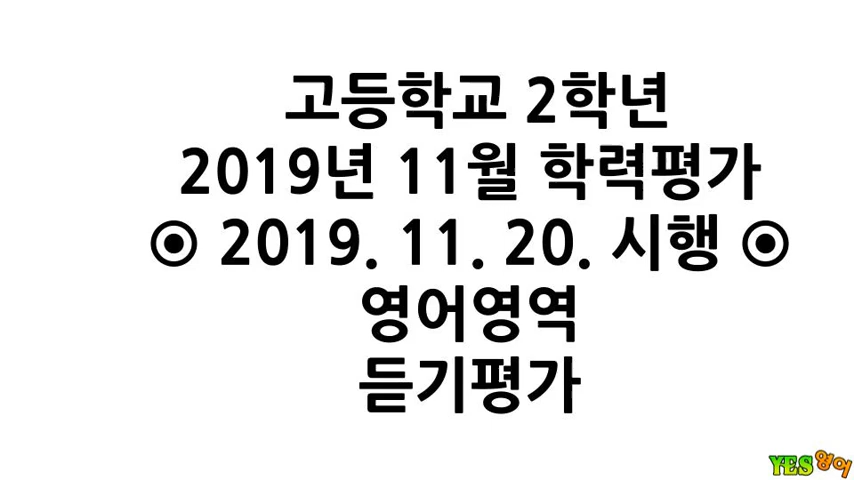 고등학교 2학년
2019년 11월 학력평가
⊙ 2019. 11. 20. 시행 ⊙
영어영역
듣기평가
YES영어